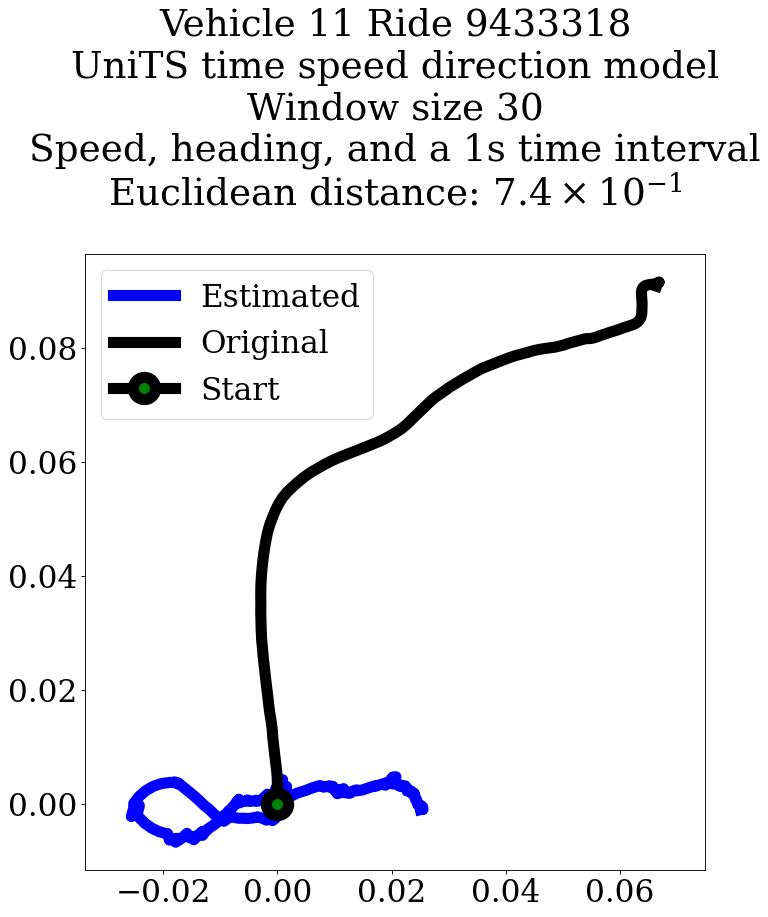 Vehicle 11 Ride 9433318
UniTS time speed direction model
Window size 30
Speed, heading, and a 1s time interval
Euclidean distance: 7.4 × 10⁻¹
Estimated
Original
Start
0.08
0.06
0.04
0.02
0.00
−0.02 0.00 0.02 0.04 0.06